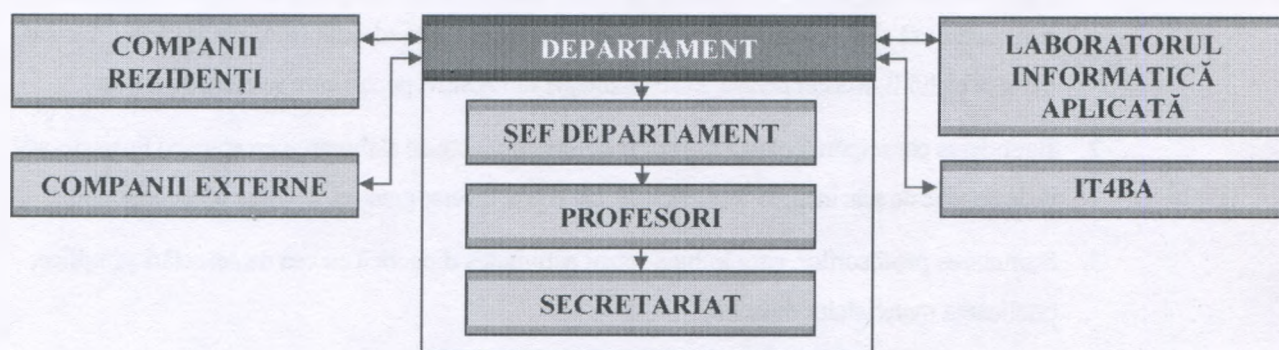 COMPANII
REZIDENȚI
COMPANII EXTERNE
DEPARTAMENT
ȘEF DEPARTAMENT
PROFESORI
SECRETARIAT
LABORATORUL
INFORMATICĂ
APLICATĂ
IT4BA